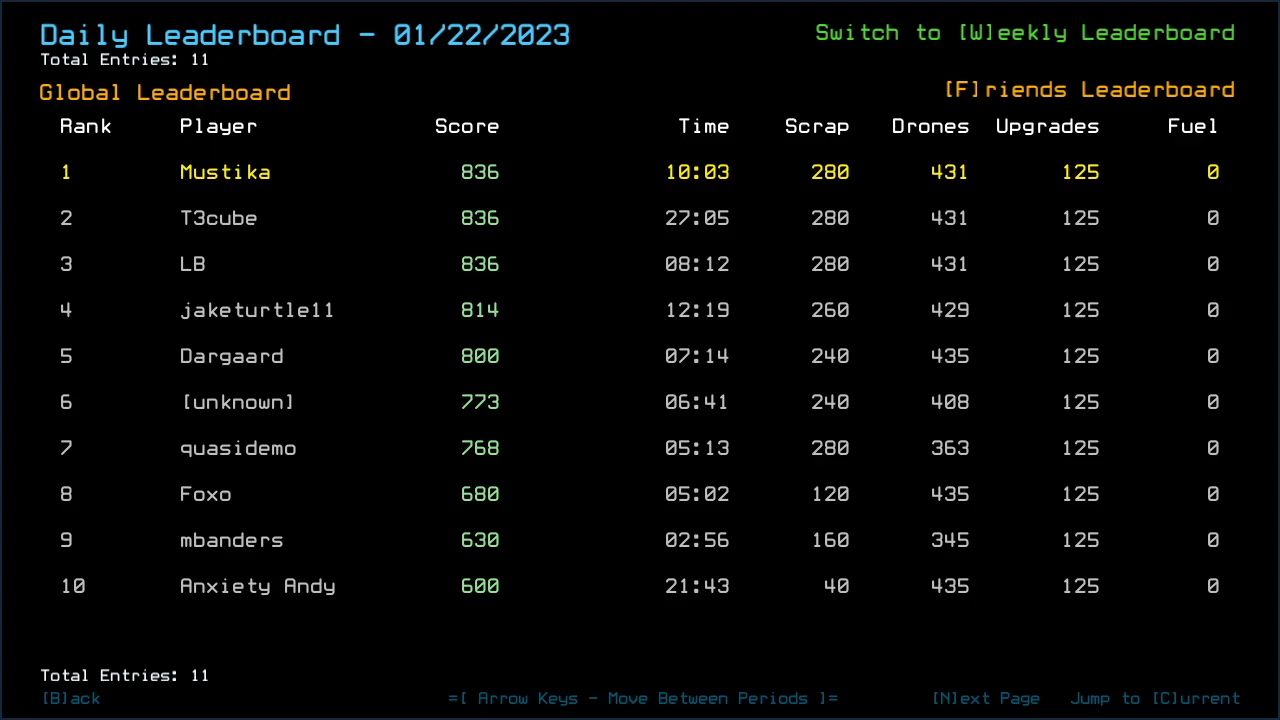 Daily Leaderboard - 01/22/2023 Switch to [W]eekly Leaderboard
Total Entries: 11
Global Leaderboard [F]riends Leaderboard
Rank Player Score Time Scrap Drones Upgrades Fuel
1 Mustika 836 10:03 280 431 125 0
2 T3cube 836 27:05 280 431 125 0
3 LB 836 08:12 280 431 125 0
4 jaketurtle11 814 12:19 260 429 125 0
5 Dargaard 800 07:14 240 435 125 0
6 [unknown] 773 06:41 240 408 125 0
7 quasidemo 768 05:13 280 363 125 0
8 Foxo 680 05:02 120 435 125 0
9 mbanders 630 02:56 160 345 125 0
10 Anxiety Andy 600 21:43 40 435 125 0
Total Entries: 11
[B]ack =[ Arrow Keys - Move Between Periods ]= [N]ext Page Jump to [C]urrent